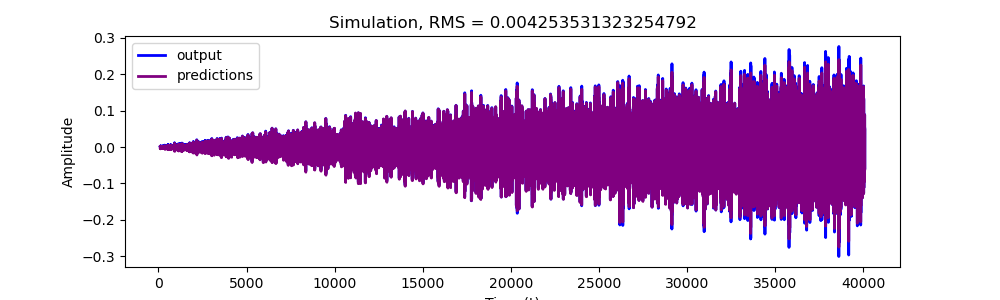 Simulation, RMS = 0.004253531323254792
output
predictions
Amplitude
0.3
0.2
0.1
0.0
−0.1
−0.2
−0.3
0 5000 10000 15000 20000 25000 30000 35000 40000
Time (t)